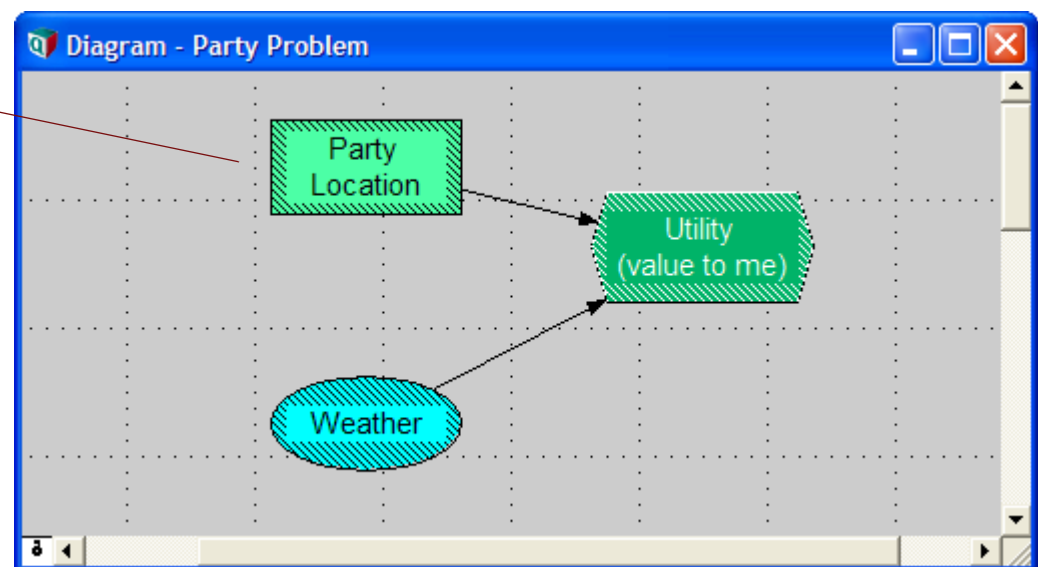 Diagram - Party Problem
Party
Location
Utility
(value to me)
Weather